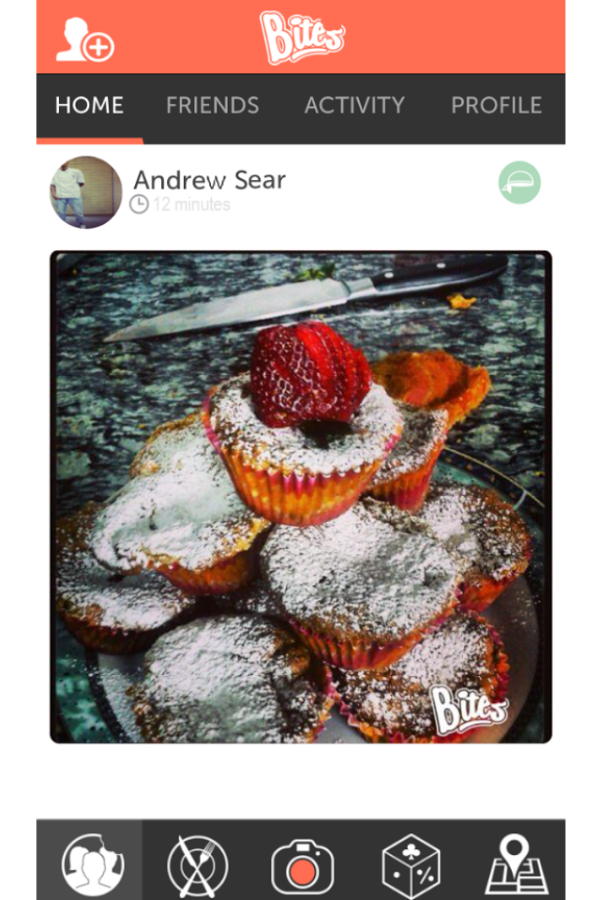 Bites
HOME FRIENDS ACTIVITY PROFILE
Andrew Sear
12 minutes
Bites
%